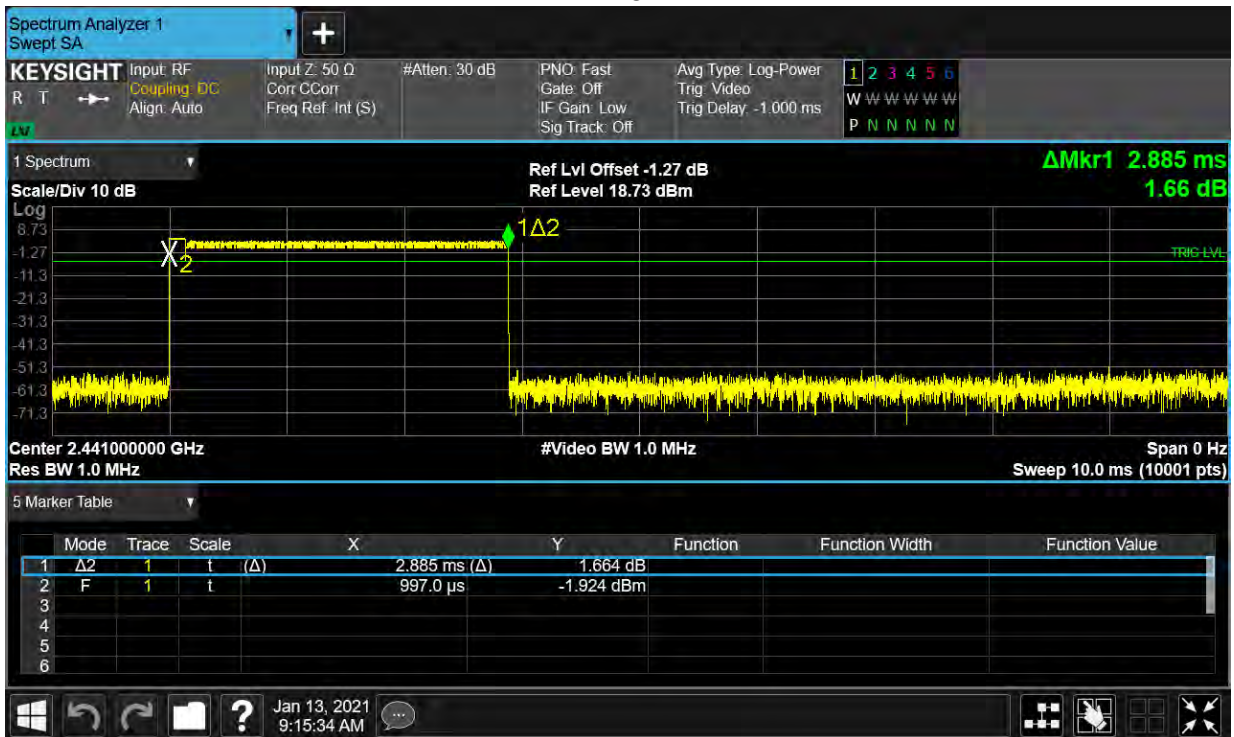 Spectrum Analyzer 1
Swept SA
KEYSIGHT Input: RF Input Z: 50 Ω #Atten: 30 dB PNO: Fast Avg Type: Log-Power 1 2 3 4 5 6
R T Coupling: DC Corr CCorr Gate: Off Trig: Video W W W W W W
Align: Auto Freq Ref: Int (S) IF Gain: Low Trig Delay: -1.000 ms
LXI Sig Track: Off P N N N N N
1 Spectrum Ref Lvl Offset -1.27 dB ΔMkr1 2.885 ms
Scale/Div 10 dB Ref Level 18.73 dBm 1.66 dB
Log
8.73 1Δ2
-1.27 TRIG LVL
2
-11.3
-21.3
-31.3
-41.3
-51.3
-61.3
-71.3
Center 2.441000000 GHz #Video BW 1.0 MHz Span 0 Hz
Res BW 1.0 MHz Sweep 10.0 ms (10001 pts)
5 Marker Table
Mode Trace Scale X Y Function Function Width Function Value
1 Δ2 1 t (Δ) 2.885 ms (Δ) 1.664 dB
2 F 1 t 997.0 µs -1.924 dBm
3
4
5
6
? Jan 13, 2021
9:15:34 AM